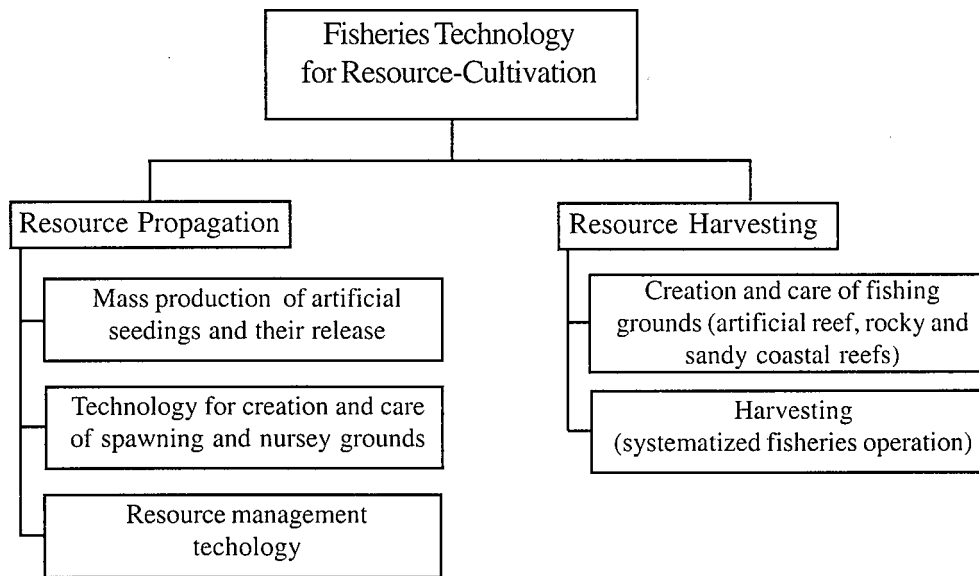 Fisheries Technology
for Resource-Cultivation
Resource Propagation
Mass production of artificial
seedings and their release
Technology for creation and care
of spawning and nursey grounds
Resource management
techology
Resource Harvesting
Creation and care of fishing
grounds (artificial reef, rocky and
sandy coastal reefs)
Harvesting
(systematized fisheries operation)